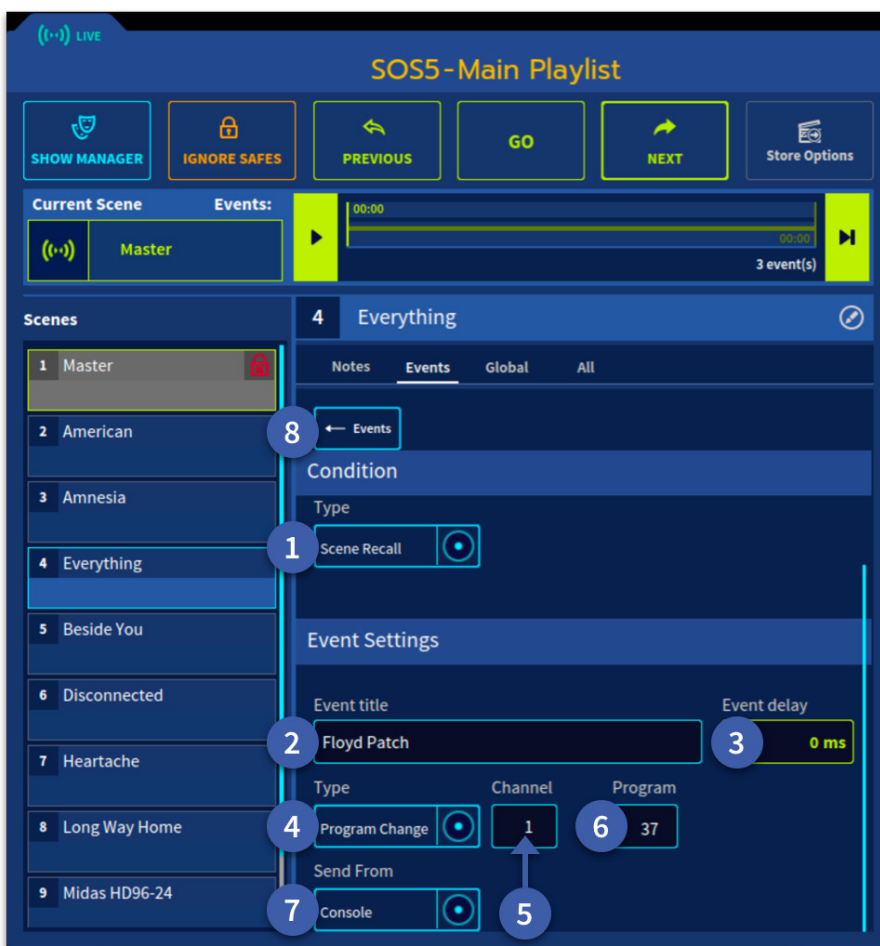 LIVE
SOS5-Main Playlist
SHOW MANAGER
IGNORE SAFES
PREVIOUS
GO
NEXT
Store Options
Current Scene
Events:
Master
00:00
00:00
3 event(s)
Scenes
1 Master
2 American
3 Amnesia
4 Everything
5 Beside You
6 Disconnected
7 Heartache
8 Long Way Home
9 Midas HD96-24
4 Everything
Notes Events Global All
8 ← Events
Condition
Type
1 Scene Recall
Event Settings
Event title Event delay
2 Floyd Patch 3 0 ms
Type Channel Program
4 Program Change 1 6 37
Send From
7 Console 5